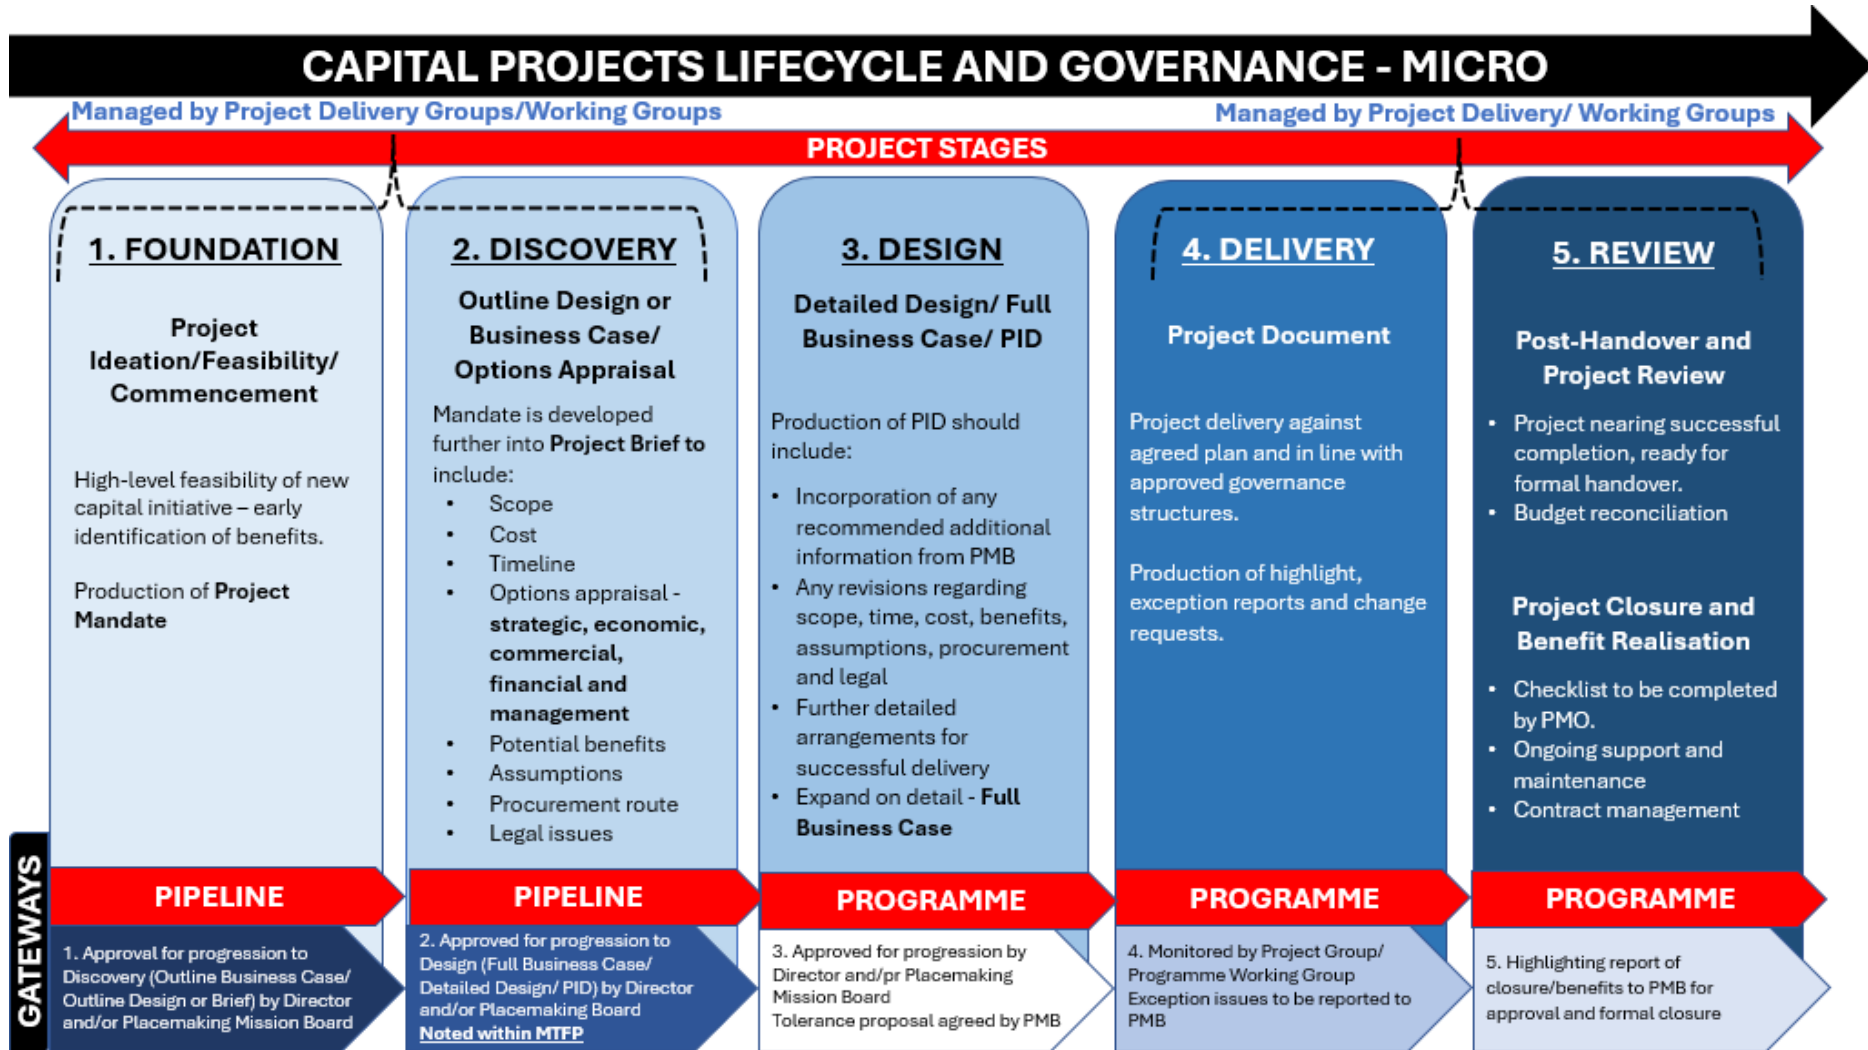 CAPITAL PROJECTS LIFECYCLE AND GOVERNANCE - MICRO
Managed by Project Delivery Groups/Working Groups
Managed by Project Delivery/ Working Groups
PROJECT STAGES
1. FOUNDATION
Project
Ideation/Feasibility/
Commencement
High-level feasibility of new
capital initiative – early
identification of benefits.
Production of Project
Mandate
2. DISCOVERY
Outline Design or
Business Case/
Options Appraisal
Mandate is developed
further into Project Brief to
include:
• Scope
• Cost
• Timeline
• Options appraisal -
strategic, economic,
commercial,
financial and
management
• Potential benefits
• Assumptions
• Procurement route
• Legal issues
3. DESIGN
Detailed Design/ Full
Business Case/ PID
Production of PID should
include:
• Incorporation of any
recommended additional
information from PMB
• Any revisions regarding
scope, time, cost, benefits,
assumptions, procurement
and legal
• Further detailed
arrangements for
successful delivery
• Expand on detail - Full
Business Case
4. DELIVERY
Project Document
Project delivery against
agreed plan and in line with
approved governance
structures.
Production of highlight,
exception reports and change
requests.
5. REVIEW
Post-Handover and
Project Review
• Project nearing successful
completion, ready for
formal handover.
• Budget reconciliation
Project Closure and
Benefit Realisation
• Checklist to be completed
by PMO.
• Ongoing support and
maintenance
• Contract management
GATEWAYS
PIPELINE
1. Approval for progression to
Discovery (Outline Business Case/
Outline Design or Brief) by Director
and/or Placemaking Mission Board
PIPELINE
2. Approved for progression to
Design (Full Business Case/
Detailed Design/ PID) by Director
and/or Placemaking Board
Noted within MTFP
PROGRAMME
3. Approved for progression by
Director and/pr Placemaking
Mission Board
Tolerance proposal agreed by PMB
PROGRAMME
4. Monitored by Project Group/
Programme Working Group
Exception issues to be reported to
PMB
PROGRAMME
5. Highlighting report of
closure/benefits to PMB for
approval and formal closure